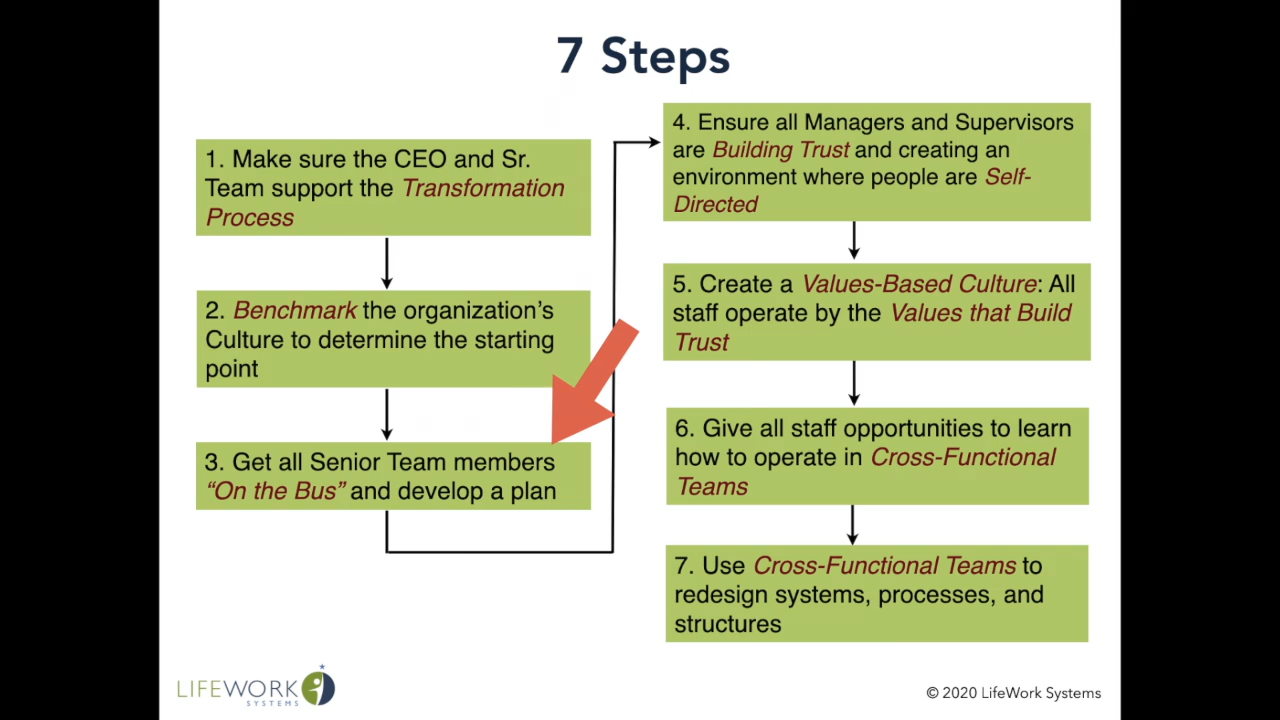 7 Steps
1. Make sure the CEO and Sr.
Team support the Transformation
Process
2. Benchmark the organization’s
Culture to determine the starting
point
3. Get all Senior Team members
“On the Bus” and develop a plan
4. Ensure all Managers and Supervisors
are Building Trust and creating an
environment where people are Self-
Directed
5. Create a Values-Based Culture: All
staff operate by the Values that Build
Trust
6. Give all staff opportunities to learn
how to operate in Cross-Functional
Teams
7. Use Cross-Functional Teams to
redesign systems, processes, and
structures
LIFEWORK
SYSTEMS
© 2020 LifeWork Systems